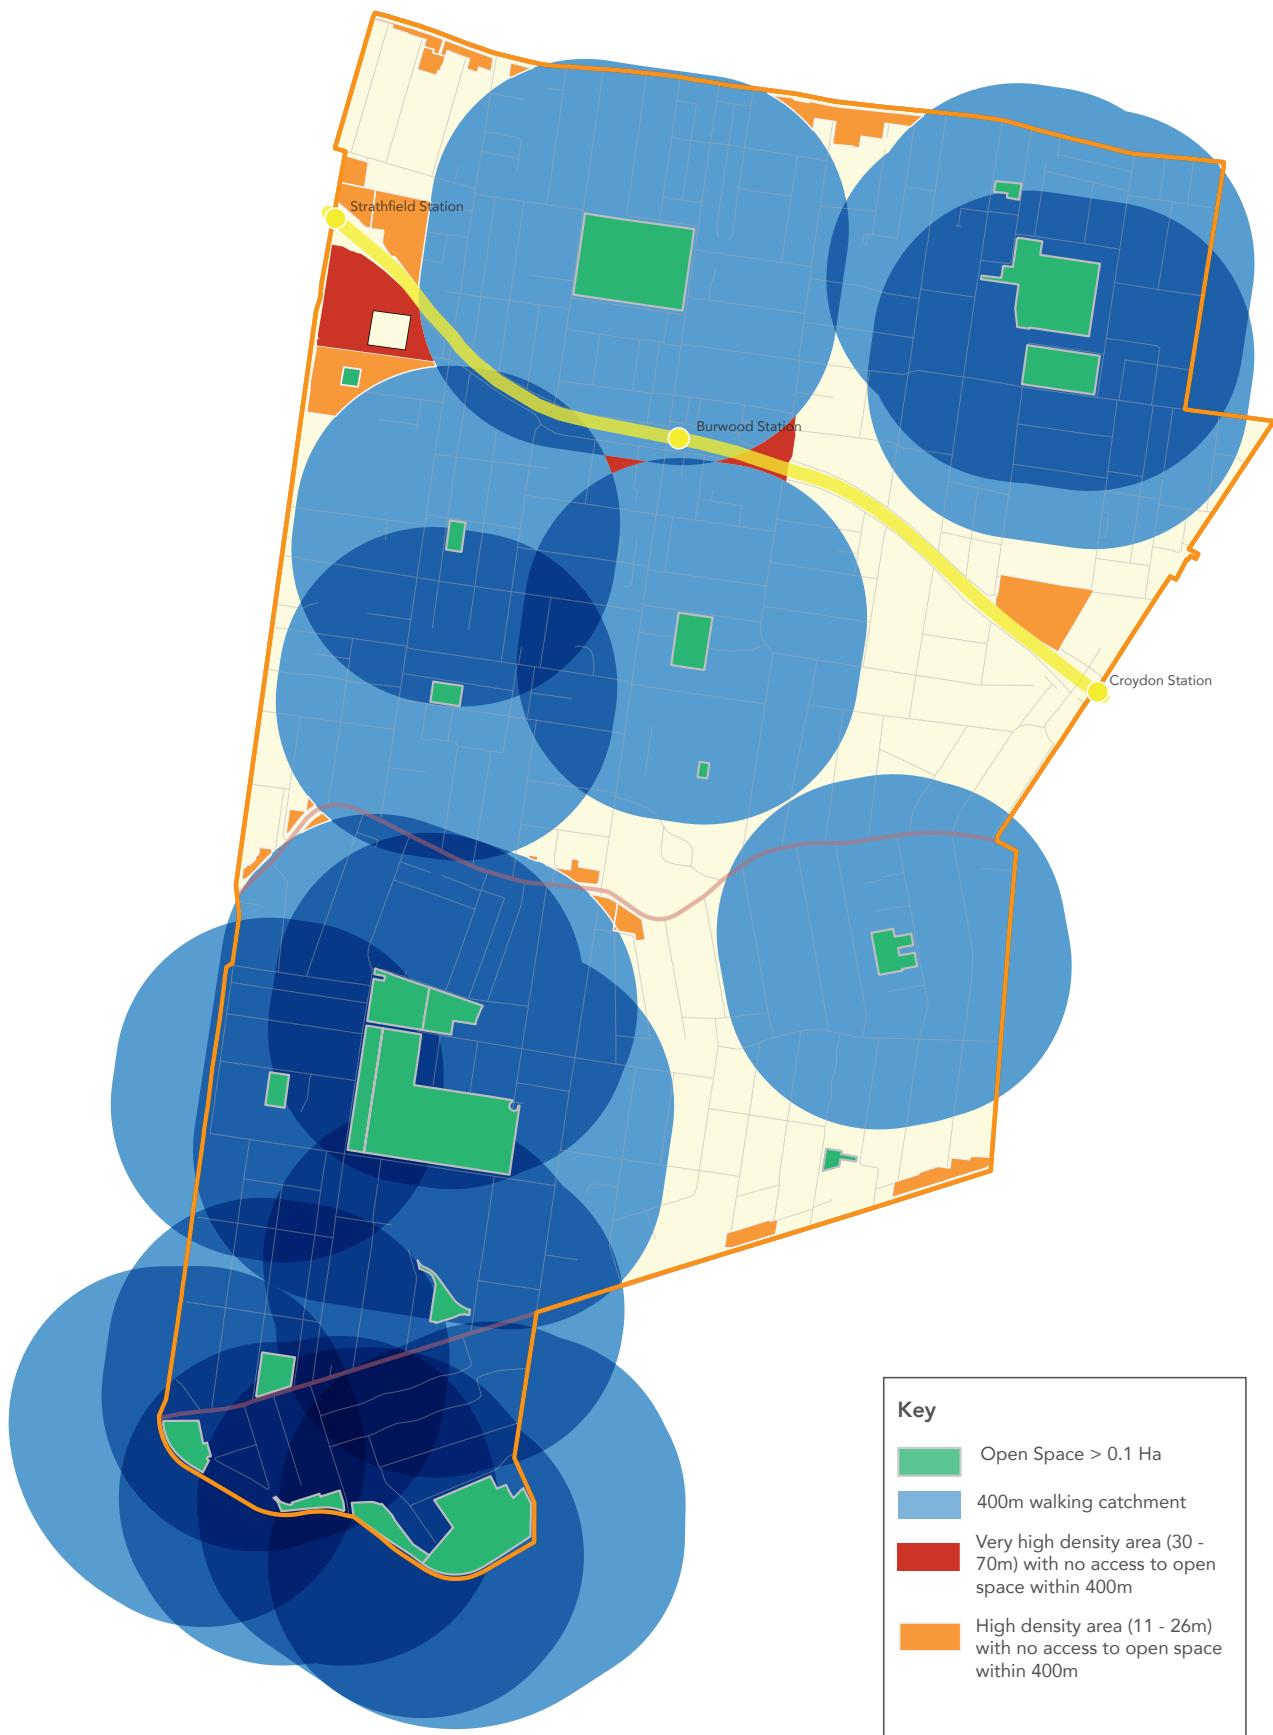 Strathfield Station
Burwood Station
Croydon Station
Key
Open Space > 0.1 Ha
400m walking catchment
Very high density area (30 -
70m) with no access to open
space within 400m
High density area (11 - 26m)
with no access to open space
within 400m